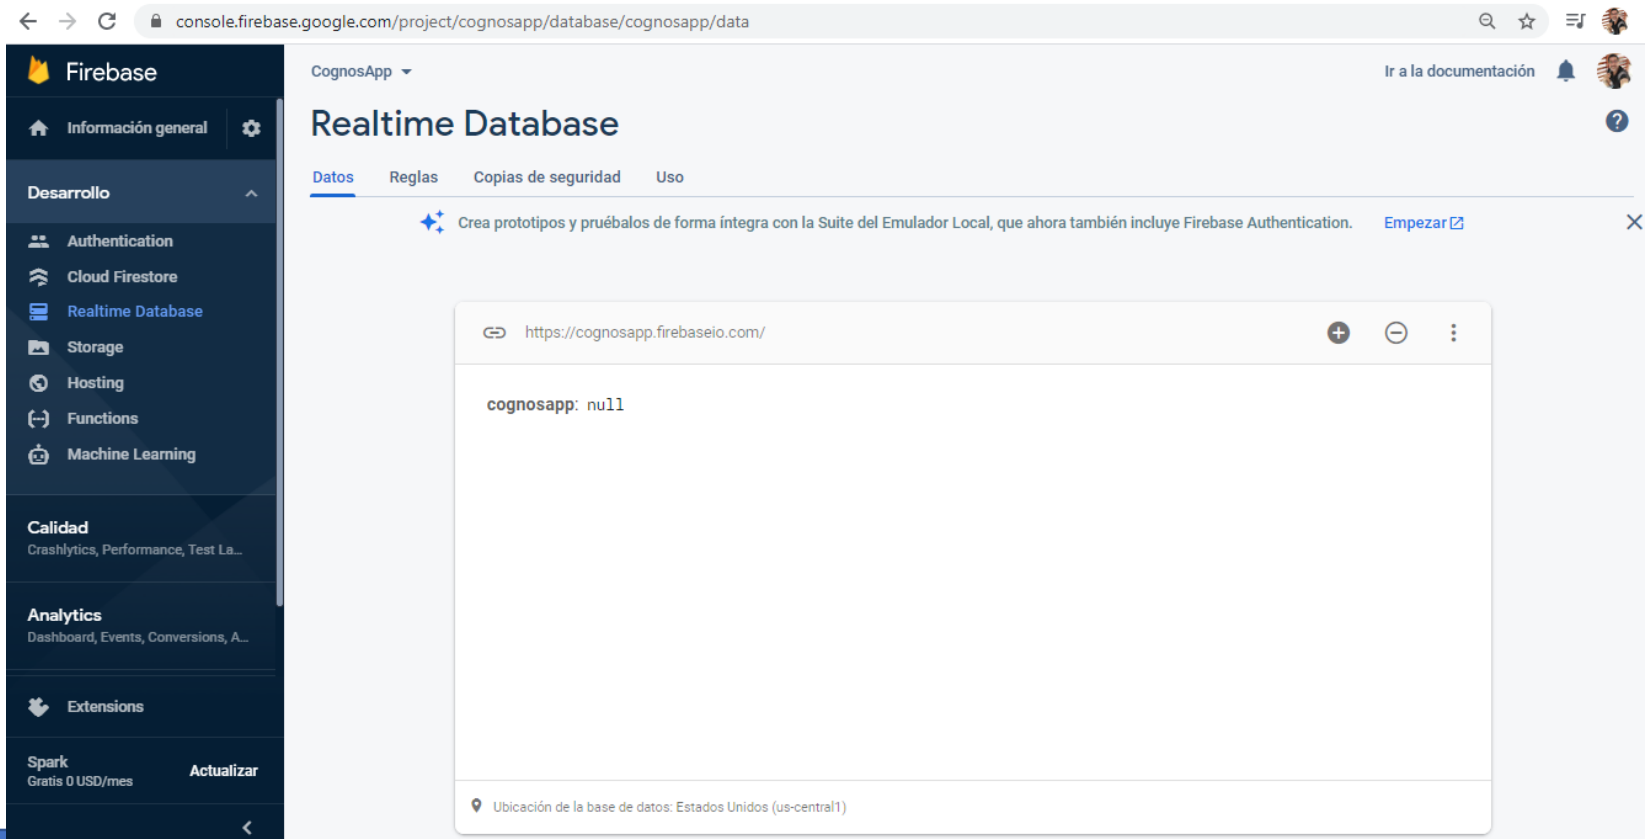 console.firebase.google.com/project/cognosapp/database/cognosapp/data
Firebase
CognosApp
Ir a la documentación
Información general
Realtime Database
Datos Reglas Copias de seguridad Uso
Desarrollo
Crea prototipos y pruébalos de forma íntegra con la Suite del Emulador Local, que ahora también incluye Firebase Authentication. Empezar
Authentication
Cloud Firestore
Realtime Database
Storage
Hosting
Functions
Machine Learning
https://cognosapp.firebaseio.com/
cognosapp: null
Calidad
Crashlytics, Performance, Test La...
Analytics
Dashboard, Events, Conversions, A...
Extensions
Spark
Gratis 0 USD/mes
Actualizar
Ubicación de la base de datos: Estados Unidos (us-central1)